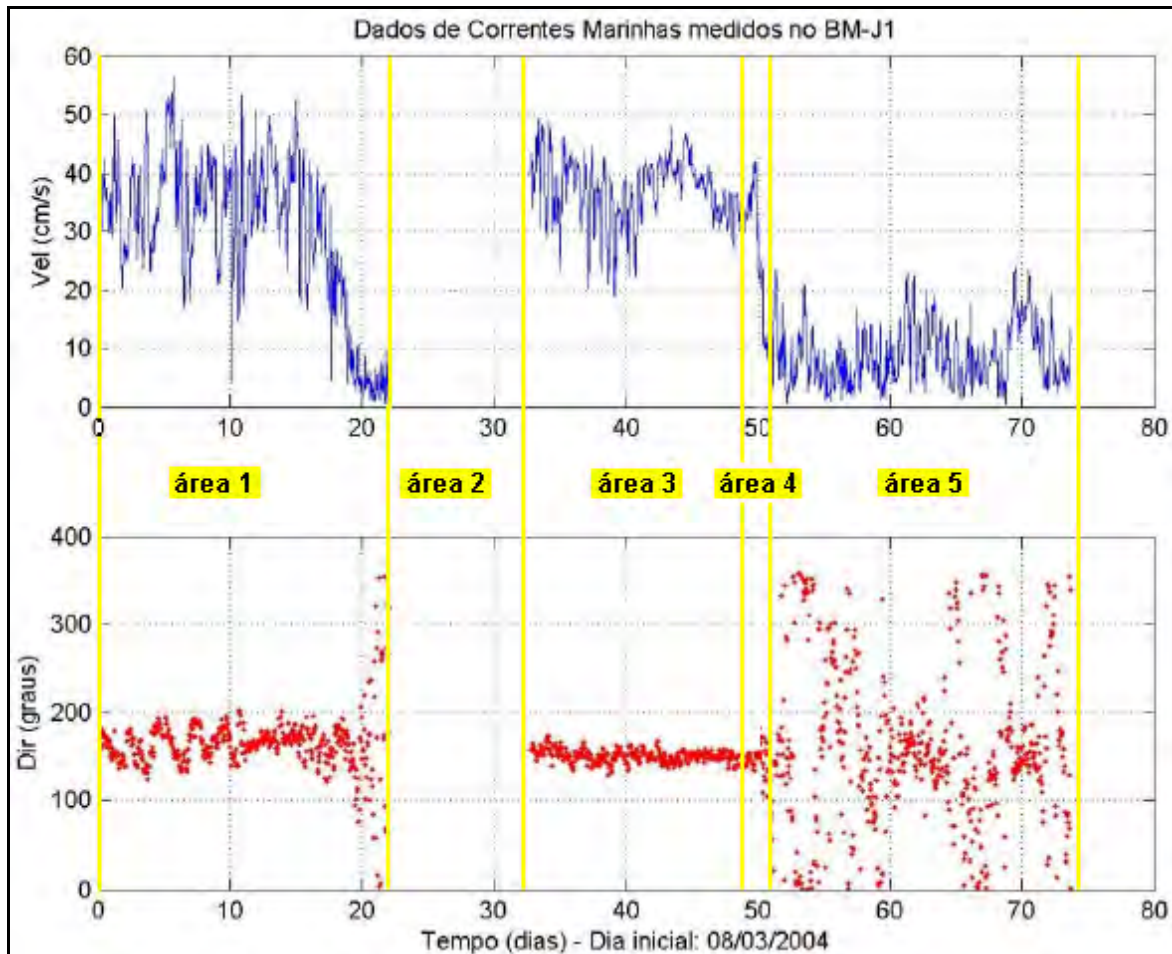 Dados de Correntes Marinhas medidos no BM-J1
60
50
40
30
20
10
0
Vel (cm/s)
0 10 20 30 40 50 60 70 80
área 1 área 2 área 3 área 4 área 5
400
300
200
100
0
Dir (graus)
0 10 20 30 40 50 60 70 80
Tempo (dias) - Dia inicial: 08/03/2004